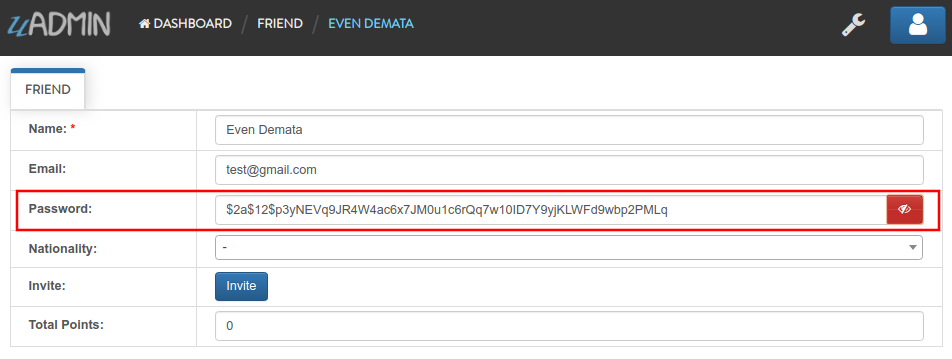 uADMIN DASHBOARD / FRIEND / EVEN DEMATA
FRIEND
Name: * Even Demata
Email: test@gmail.com
Password: $2a$12$p3yNEVq9JR4W4ac6x7JM0u1c6rQq7w10ID7Y9yjKLWFd9wbp2PMLq
Nationality: -
Invite: Invite
Total Points: 0